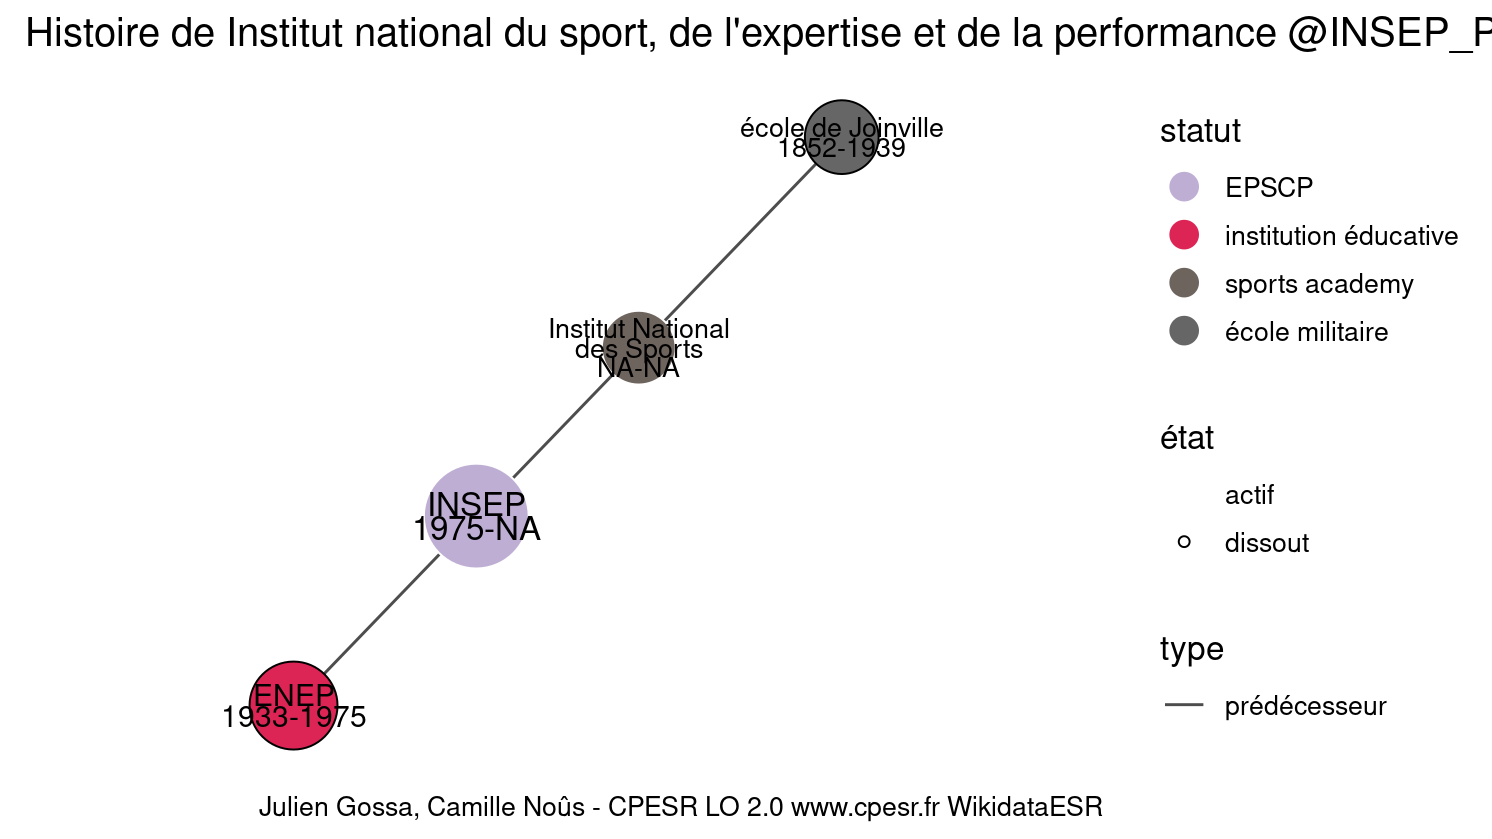 Histoire de Institut national du sport, de l'expertise et de la performance @INSEP_P
école de Joinville
1852-1939
Institut National
des Sports
NA-NA
INSEP
1975-NA
ENEP
1933-1975
statut
EPSCP
institution éducative
sports academy
école militaire
état
actif
dissout
type
prédécesseur
Julien Gossa, Camille Noûs - CPESR LO 2.0 www.cpesr.fr WikidataESR